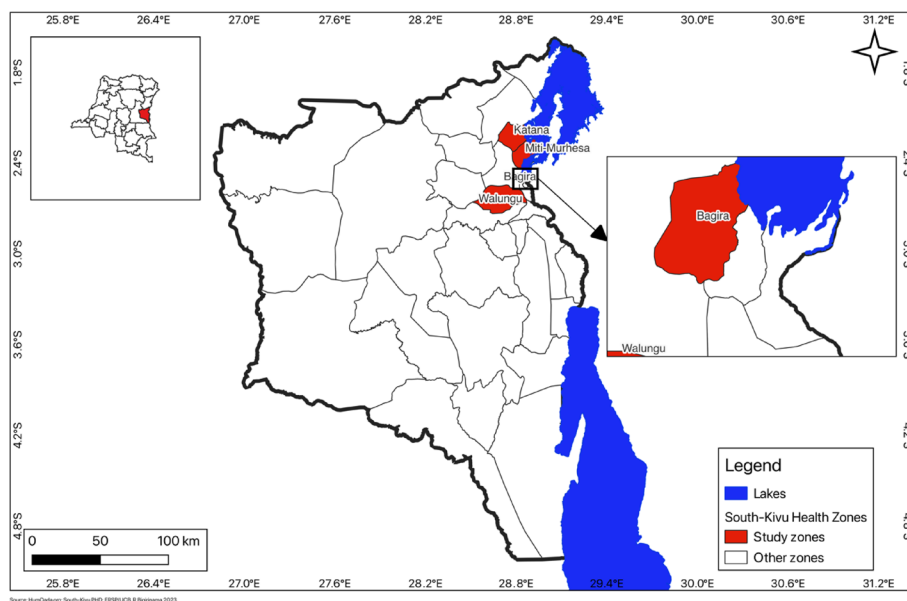 25.8°E 26.4°E 27.0°E 27.6°E 28.2°E 28.8°E 29.4°E 30.0°E 30.6°E 31.2°E
1.8°S
2.4°S
3.0°S
3.6°S
4.2°S
4.8°S
Katana
Miti-Murhesa
Bagira
Walungu
Bagira
Walungu
Legend
Lakes
South-Kivu Health Zones
Study zones
Other zones
0 50 100 km
25.8°E 26.4°E 27.0°E 27.6°E 28.2°E 28.8°E 29.4°E 30.0°E 30.6°E 31.2°E